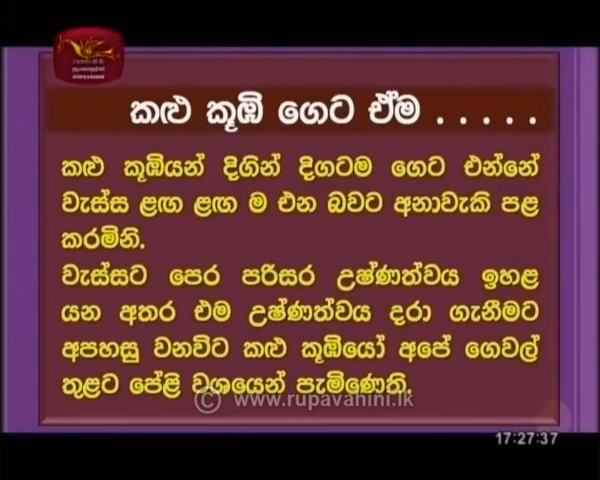 කළු කූඹි ගෙට ඒම . . . . .
කළු කූඹියන් දිගින් දිගටම ගෙට එන්නේ
වැස්ස ළඟ ළඟ ම එන බවට අනාවැකි පළ
කරමිනි.
වැස්සට පෙර පරිසර උෂ්ණත්වය ඉහළ
යන අතර එම උෂ්ණත්වය දරා ගැනීමට
අපහසු වනවිට කළු කූඹියෝ අපේ ගෙවල්
තුළට පේළි වශයෙන් පැමිණෙති.
© www.rupavahini.lk
17:27:37